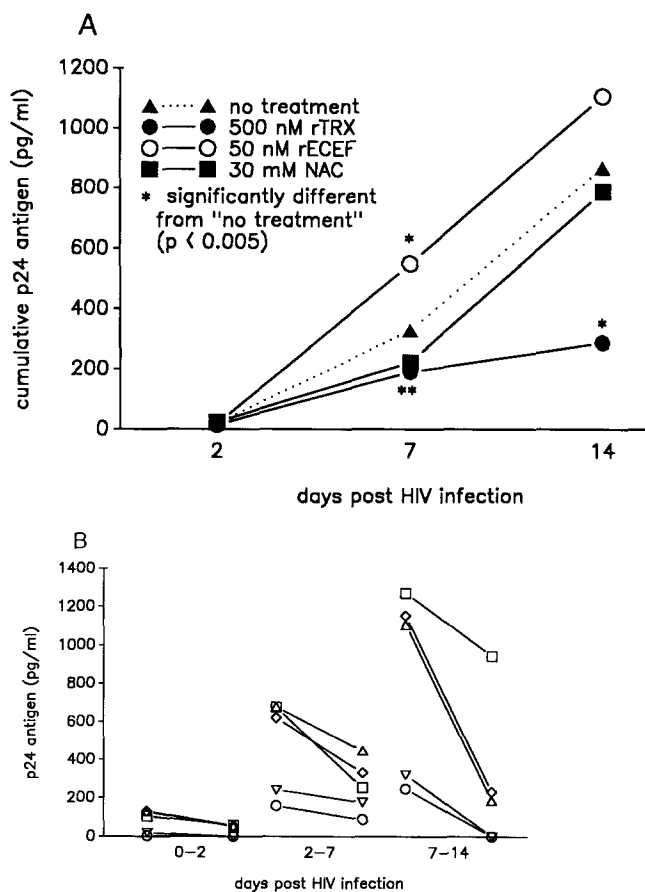 A
cumulative p24 antigen (pg/ml)
1200
1000
800
600
400
200
0
no treatment
500 nM rTRX
50 nM rECEF
30 mM NAC
* significantly different
from "no treatment"
(p < 0.005)
*
*
**
2
7
14
days post HIV infection
B
p24 antigen (pg/ml)
1400
1200
1000
800
600
400
200
0
0-2
2-7
7-14
days post HIV infection